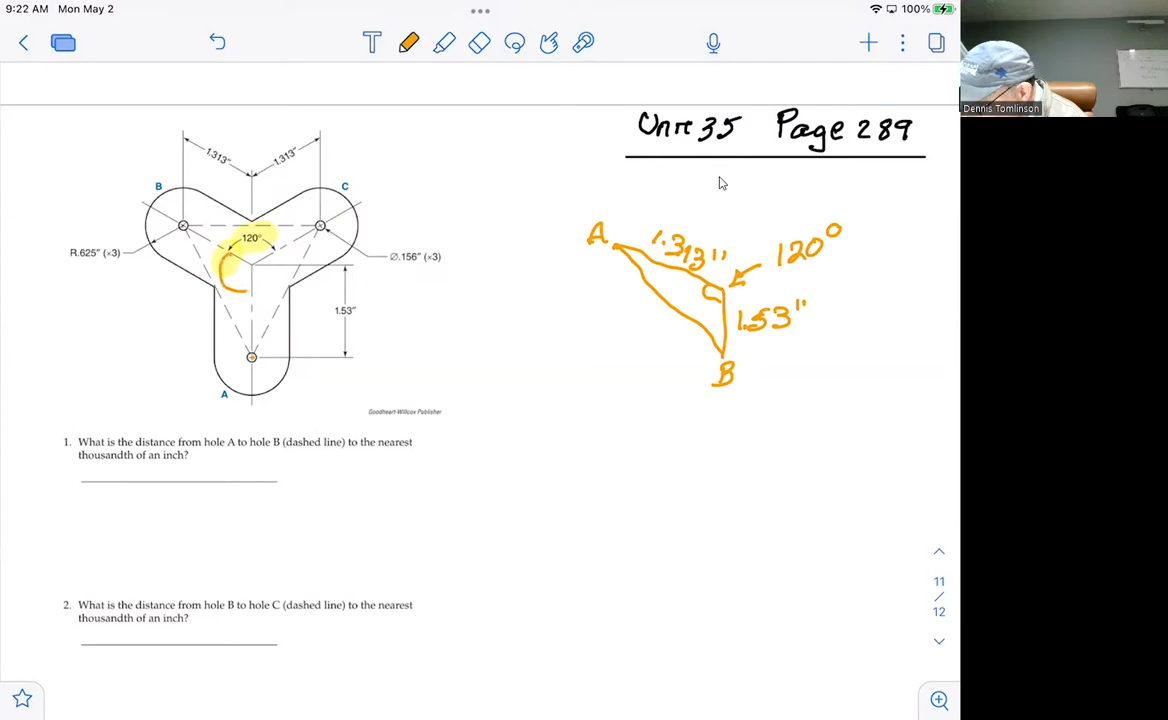 9:22 AM Mon May 2
100%
Dennis Tomlinson
Unit 35 Page 289
1.313"
1.313"
B
C
120°
R.625" (×3)
Ø.156" (×3)
1.53"
A
Goodheart-Willcox Publisher
A
1.313"
120°
1.53"
B
1. What is the distance from hole A to hole B (dashed line) to the nearest
thousandth of an inch?
2. What is the distance from hole B to hole C (dashed line) to the nearest
thousandth of an inch?
11
/
12
T